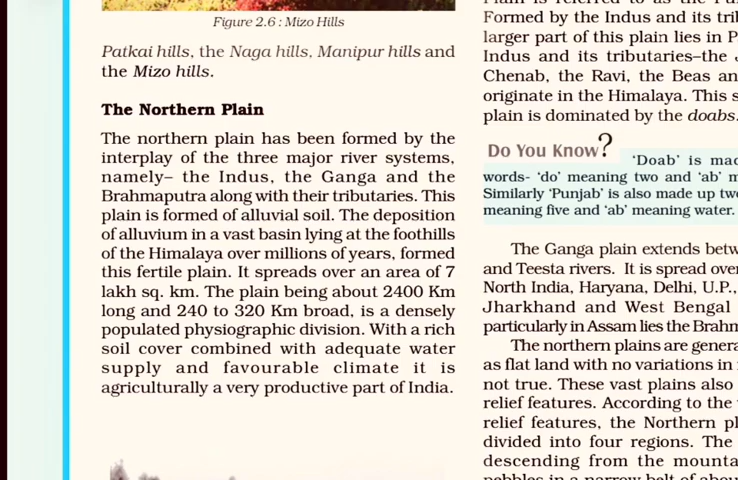 Figure 2.6 : Mizo Hills
Patkai hills, the Naga hills, Manipur hills and
the Mizo hills.
The Northern Plain
The northern plain has been formed by the
interplay of the three major river systems,
namely– the Indus, the Ganga and the
Brahmaputra along with their tributaries. This
plain is formed of alluvial soil. The deposition
of alluvium in a vast basin lying at the foothills
of the Himalaya over millions of years, formed
this fertile plain. It spreads over an area of 7
lakh sq. km. The plain being about 2400 Km
long and 240 to 320 Km broad, is a densely
populated physiographic division. With a rich
soil cover combined with adequate water
supply and favourable climate it is
agriculturally a very productive part of India.
Plain is referred to as the
Formed by the Indus and its
larger part of this plain lies in
Indus and its tributaries–the
Chenab, the Ravi, the Beas
originate in the Himalaya. This
plain is dominated by the doabs.
Do You Know?
'Doab' is
words- 'do' meaning two and 'ab'
Similarly 'Punjab' is also made up
meaning five and 'ab' meaning water.
The Ganga plain extends
and Teesta rivers. It is spread over
North India, Haryana, Delhi, U.P.,
Jharkhand and West Bengal
particularly in Assam lies the
The northern plains are
as flat land with no variations in
not true. These vast plains also
relief features. According to the
relief features, the Northern
divided into four regions. The
descending from the
pebbles in a narrow belt of